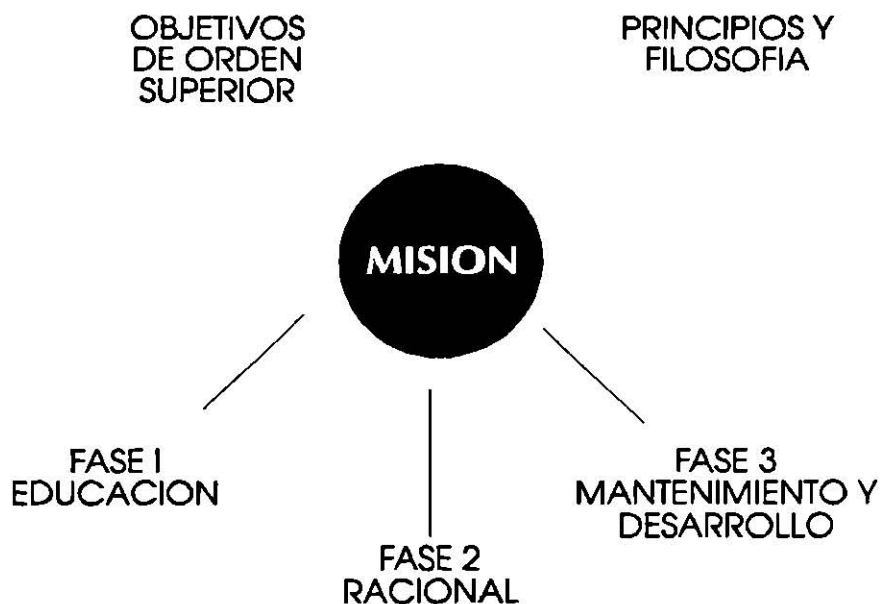 OBJETIVOS
DE ORDEN
SUPERIOR
PRINCIPIOS Y
FILOSOFIA
MISION
FASE I
EDUCACION
FASE 2
RACIONAL
FASE 3
MANTENIMIENTO Y
DESARROLLO